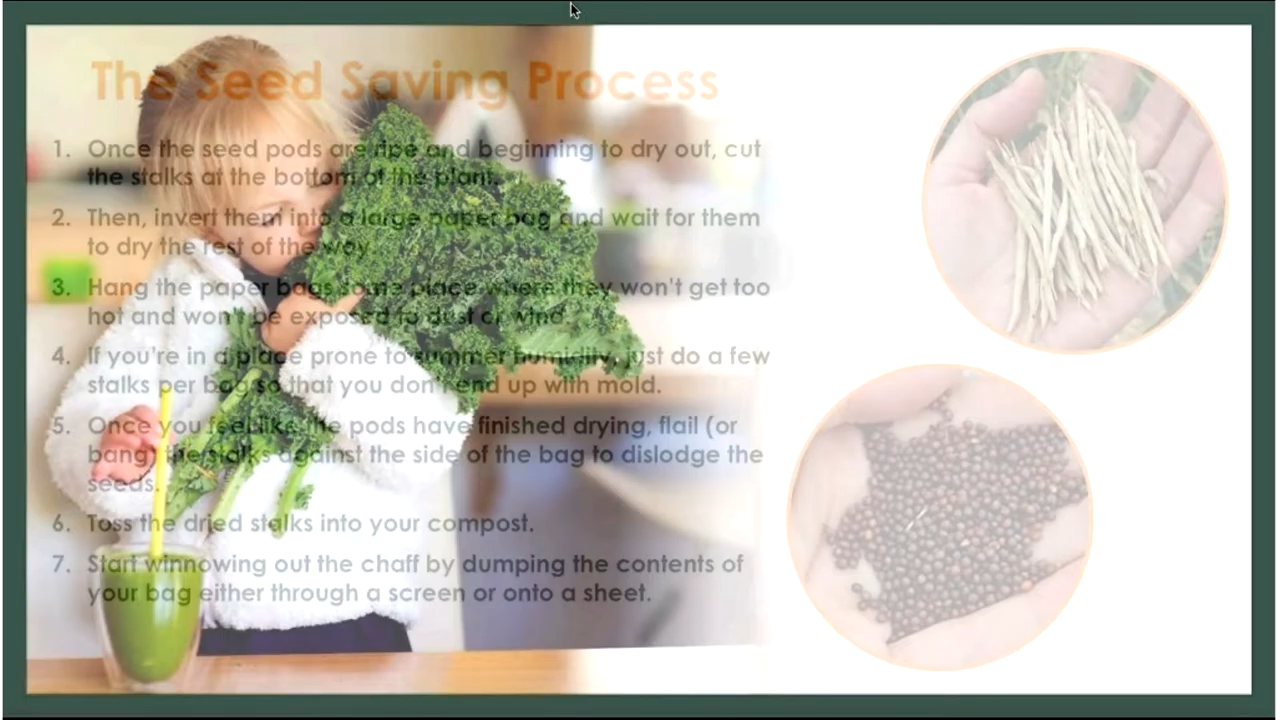 The Seed Saving Process
1. Once the seed pods are ripe and beginning to dry out, cut
the stalks at the bottom of the plant.
2. Then, invert them into a large paper bag and wait for them
to dry the rest of the way.
3. Hang the paper bags some place where they won't get too
hot and won't be exposed to dust or wind.
4. If you're in a place prone to summer humidity, just do a few
stalks per bag so that you don't end up with mold.
5. Once you feel like the pods have finished drying, flail (or
bang) the stalks against the side of the bag to dislodge the
seeds.
6. Toss the dried stalks into your compost.
7. Start winnowing out the chaff by dumping the contents of
your bag either through a screen or onto a sheet.